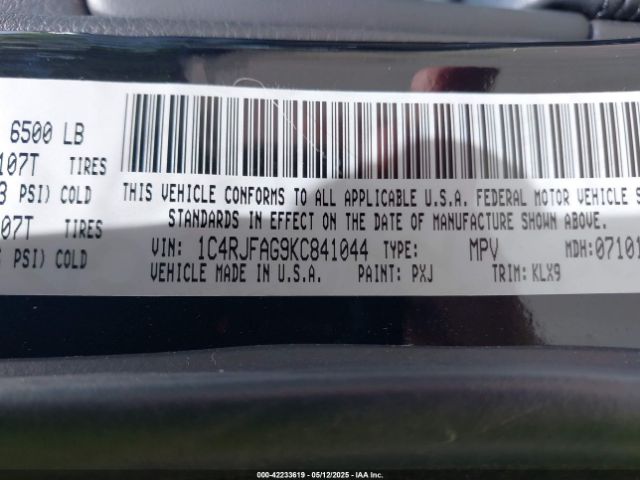 6500 LB
107T TIRES
PSI) COLD
07T TIRES
PSI) COLD
THIS VEHICLE CONFORMS TO ALL APPLICABLE U.S.A. FEDERAL MOTOR VEHICLE S
STANDARDS IN EFFECT ON THE DATE OF MANUFACTURE SHOWN ABOVE.
VIN: 1C4RJFAG9KC841044 TYPE: MPV MDH:07101
VEHICLE MADE IN U.S.A. PAINT: PXJ TRIM: KLX9
000-42233619 - 05/12/2025 - IAA Inc.